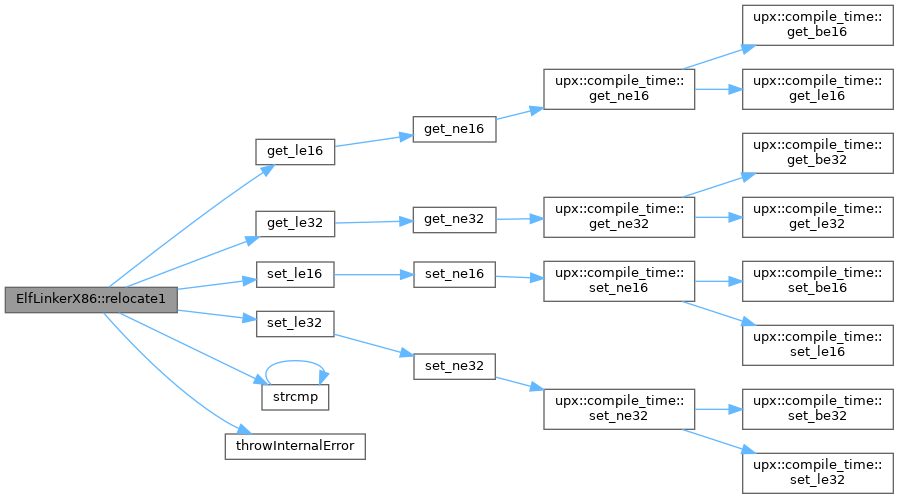 ElfLinkerX86::relocate1
get_le16
get_ne16
upx::compile_time::
get_ne16
upx::compile_time::
get_be16
upx::compile_time::
get_le16
get_le32
get_ne32
upx::compile_time::
get_ne32
upx::compile_time::
get_be32
upx::compile_time::
get_le32
set_le16
set_ne16
upx::compile_time::
set_ne16
upx::compile_time::
set_be16
upx::compile_time::
set_le16
set_le32
set_ne32
upx::compile_time::
set_ne32
upx::compile_time::
set_be32
upx::compile_time::
set_le32
strcmp
throwInternalError